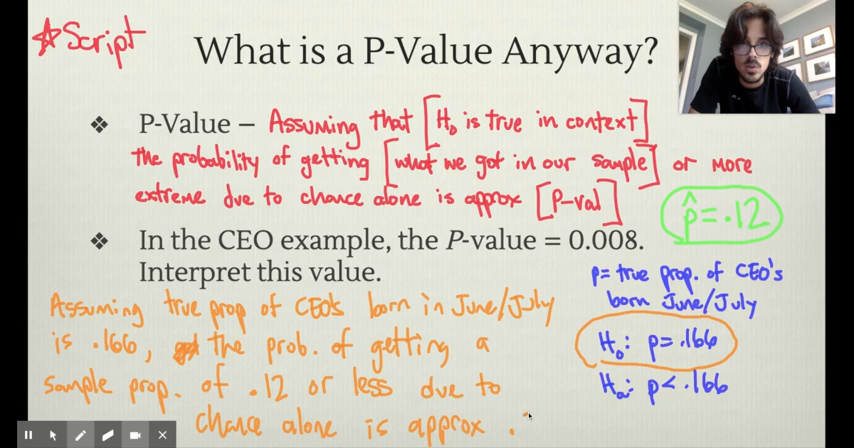 ☆Script
What is a P-Value Anyway?
❖ P-Value – Assuming that [H₀ is true in context]
the probability of getting [what we got in our sample] or more
extreme due to chance alone is approx [P-val]
p̂ = .12
❖ In the CEO example, the P-value = 0.008.
Interpret this value.
p = true prop. of CEO's
born June/July
H₀: p = .166
Hₐ: p < .166
Assuming true prop of CEO's born in June/July
is .166, the prob. of getting a
sample prop. of .12 or less due to
chance alone is approx .